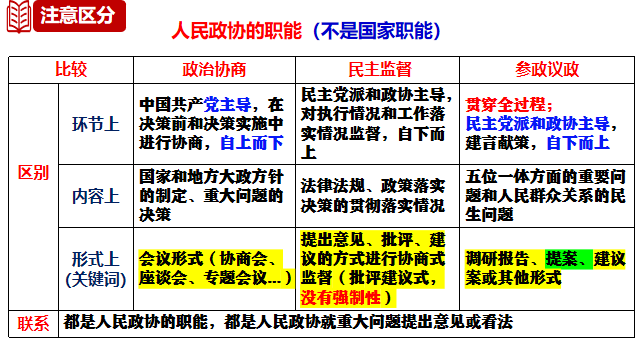 注意区分
人民政协的职能（不是国家职能）
比较
政治协商
民主监督
参政议政
区别
环节上
中国共产党主导，在
决策前和决策实施中
进行协商，自上而下
民主党派和政协主导，
对执行情况和工作落
实情况监督，自下而
上
贯穿全过程；
民主党派和政协主导，
建言献策，自下而上
内容上
国家和地方大政方针
的制定、重大问题的
决策
法律法规、政策落实
决策的贯彻落实情况
五位一体方面的重要问
题和人民群众关系的民
生问题
形式上
(关键词)
会议形式（协商会、
座谈会、专题会议...）
提出意见、批评、建
议的方式进行协商式
监督（批评建议式，
没有强制性）
调研报告、提案、建议
案或其他形式
联系
都是人民政协的职能，都是人民政协就重大问题提出意见或看法